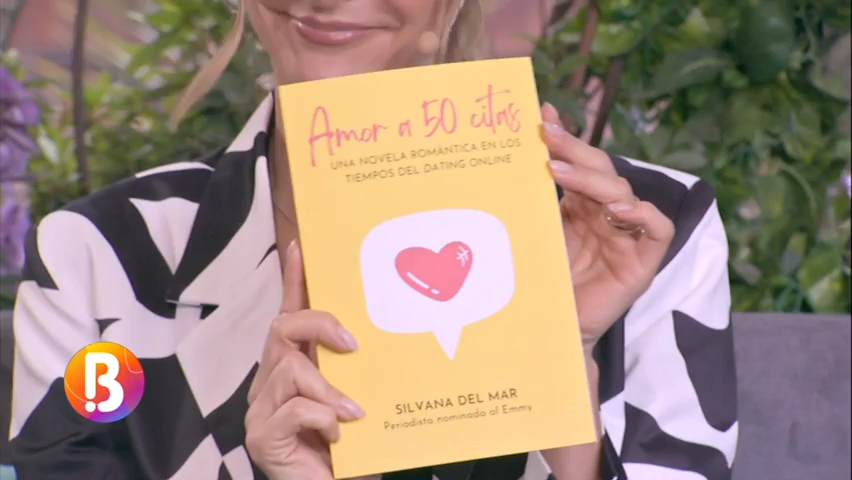 Amor a 50 citas
UNA NOVELA ROMÁNTICA EN LOS
TIEMPOS DEL DATING ONLINE
SILVANA DEL MAR
Periodista nominada al Emmy
B